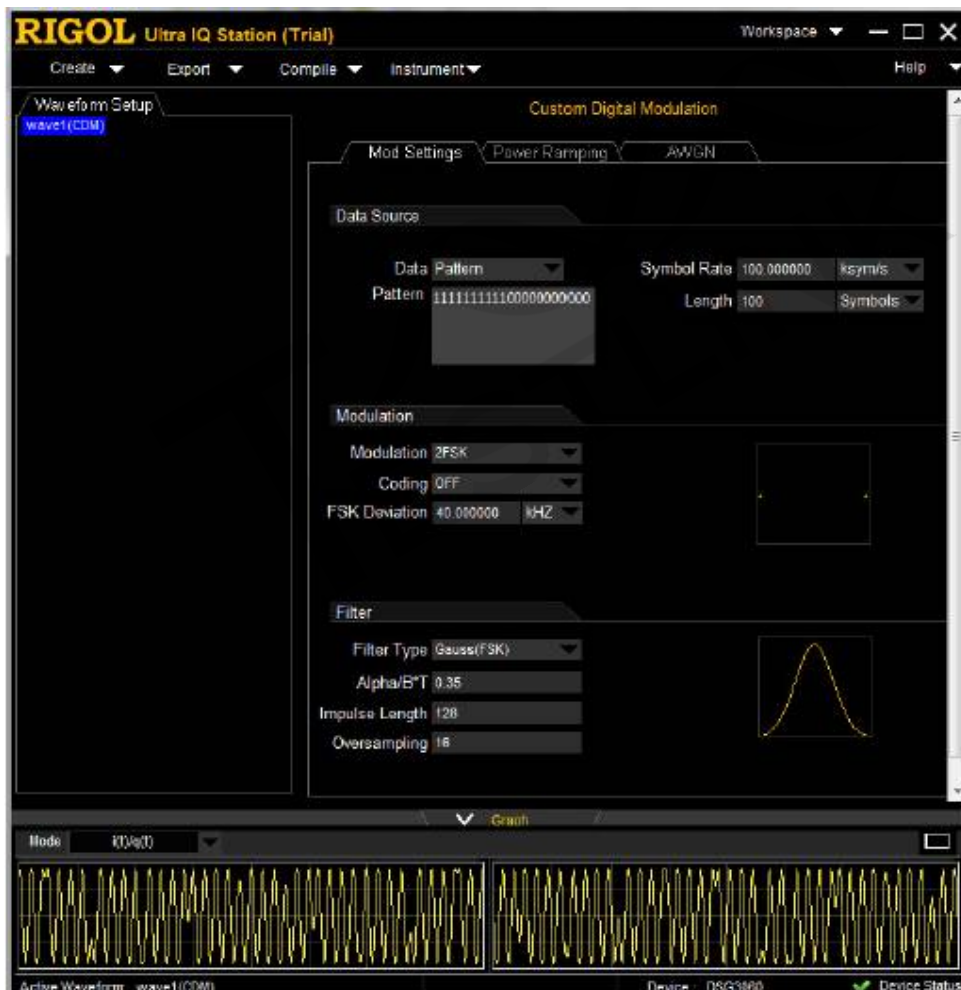 RIGOL Ultra IQ Station (Trial) Workspace
Create Export Compile Instrument Help
Waveform Setup
wave1(CDM)
Custom Digital Modulation
Mod Settings Power Ramping AWGN
Data Source
Data Pattern Symbol Rate 100.000000 ksym/s
Pattern Length 100 Symbols
Modulation
Modulation 2FSK
Coding OFF
FSK Deviation 40.000000 kHZ
Filter
Filter Type Gauss(FSK)
Alpha/B*T 0.35
Impulse Length 128
Oversampling 16
Graph
Mode i(t)/q(t)
Active Waveform wave1(CDM) Device : DSG3060 Device Status